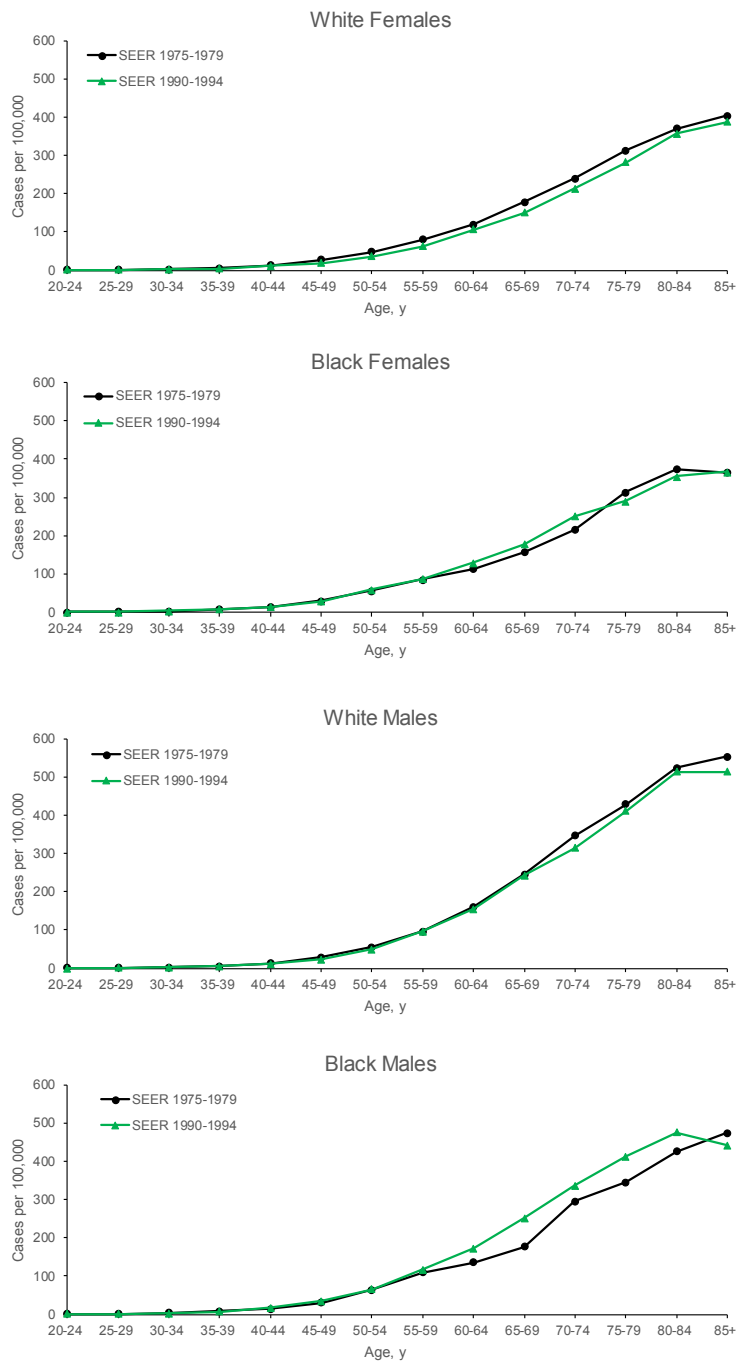 White Females
600
500
400
300
200
100
0
Cases per 100,000
SEER 1975-1979
SEER 1990-1994
20-24 25-29 30-34 35-39 40-44 45-49 50-54 55-59 60-64 65-69 70-74 75-79 80-84 85+
Age, y
Black Females
600
500
400
300
200
100
0
Cases per 100,000
SEER 1975-1979
SEER 1990-1994
20-24 25-29 30-34 35-39 40-44 45-49 50-54 55-59 60-64 65-69 70-74 75-79 80-84 85+
Age, y
White Males
600
500
400
300
200
100
0
Cases per 100,000
SEER 1975-1979
SEER 1990-1994
20-24 25-29 30-34 35-39 40-44 45-49 50-54 55-59 60-64 65-69 70-74 75-79 80-84 85+
Age, y
Black Males
600
500
400
300
200
100
0
Cases per 100,000
SEER 1975-1979
SEER 1990-1994
20-24 25-29 30-34 35-39 40-44 45-49 50-54 55-59 60-64 65-69 70-74 75-79 80-84 85+
Age, y